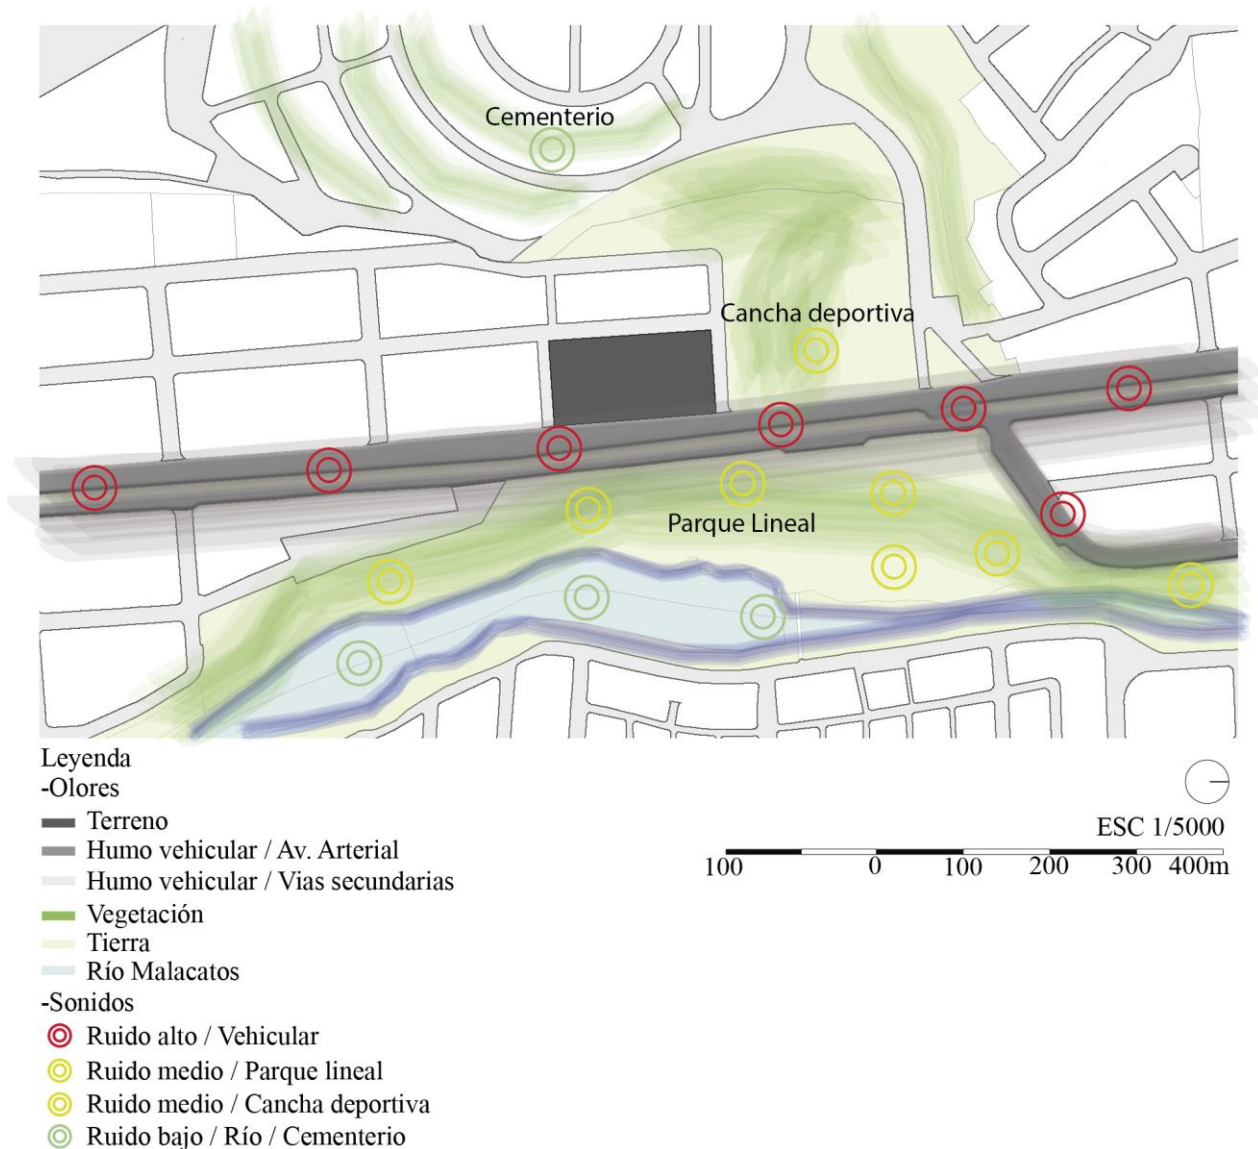 Cementerio
Cancha deportiva
Parque Lineal
Leyenda
-Olores
Terreno
Humo vehicular / Av. Arterial
Humo vehicular / Vias secundarias
Vegetación
Tierra
Río Malacatos
-Sonidos
Ruido alto / Vehicular
Ruido medio / Parque lineal
Ruido medio / Cancha deportiva
Ruido bajo / Río / Cementerio
ESC 1/5000
100 0 100 200 300 400m